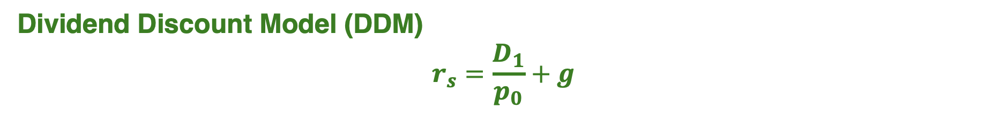 Dividend Discount Model (DDM)
r_s = D_1 / p_0 + g